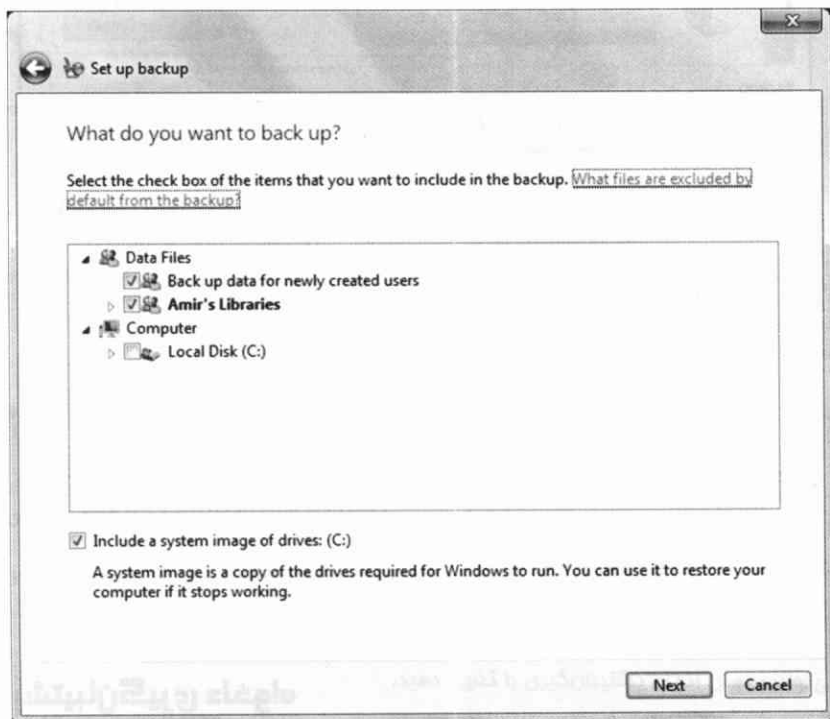 Set up backup
What do you want to back up?
Select the check box of the items that you want to include in the backup. What files are excluded by
default from the backup?
Data Files
Back up data for newly created users
Amir's Libraries
Computer
Local Disk (C:)
Include a system image of drives: (C:)
A system image is a copy of the drives required for Windows to run. You can use it to restore your
computer if it stops working.
Next Cancel